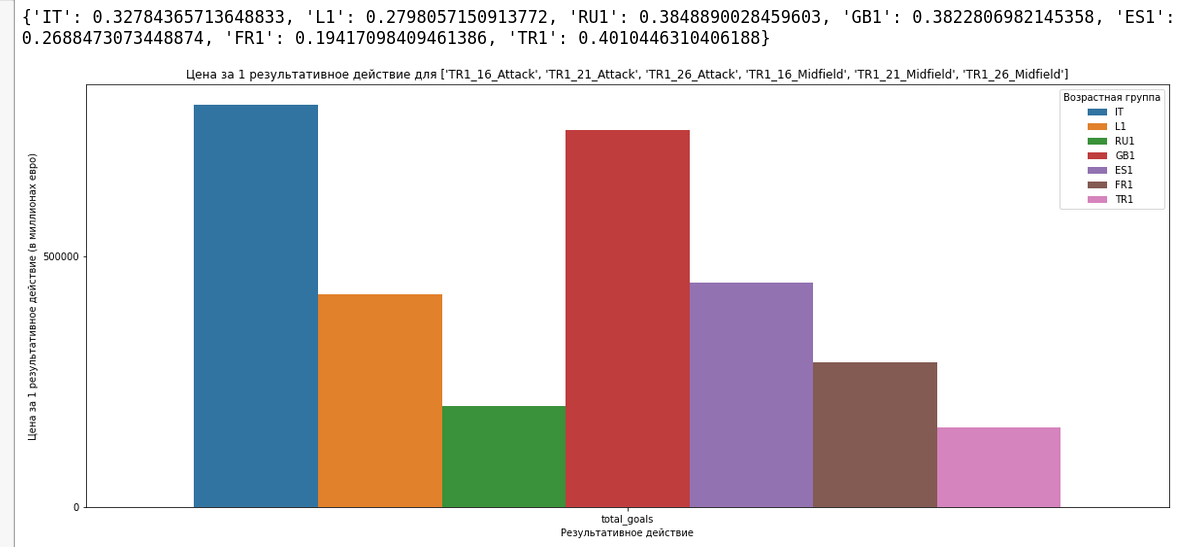 {'IT': 0.32784365713648833, 'L1': 0.2798057150913772, 'RU1': 0.3848890028459603, 'GB1': 0.3822806982145358, 'ES1':
0.2688473073448874, 'FR1': 0.19417098409461386, 'TR1': 0.4010446310406188}
Цена за 1 результативное действие для ['TR1_16_Attack', 'TR1_21_Attack', 'TR1_26_Attack', 'TR1_16_Midfield', 'TR1_21_Midfield', 'TR1_26_Midfield']
Возрастная группа
IT
L1
RU1
GB1
ES1
FR1
TR1
Цена за 1 результативное действие (в миллионах евро)
500000
0
total_goals
Результативное действие